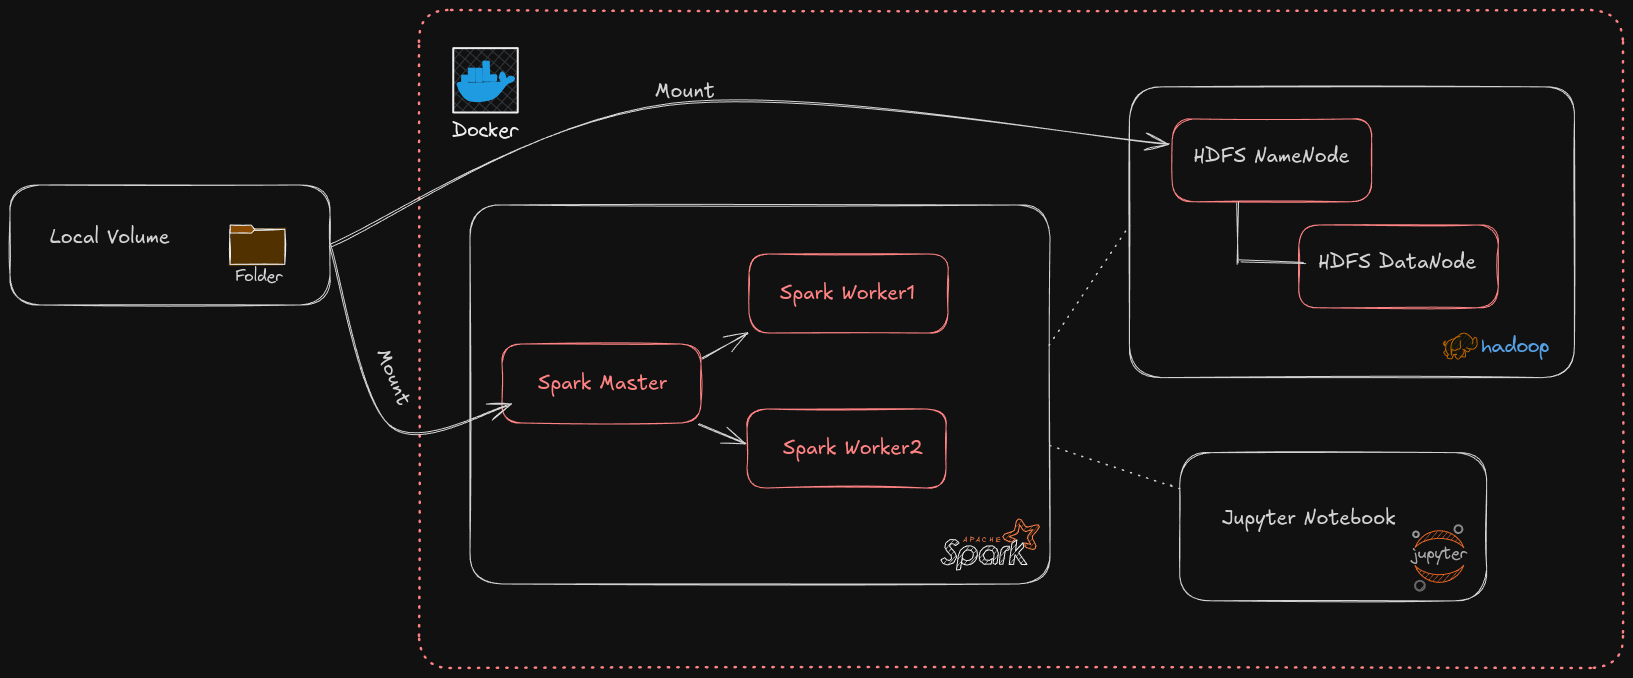 Docker
Mount
HDFS NameNode
Local Volume
Folder
HDFS DataNode
Spark Worker1
hadoop
Mount
Spark Master
Spark Worker2
Jupyter Notebook
APACHE
Spark
jupyter